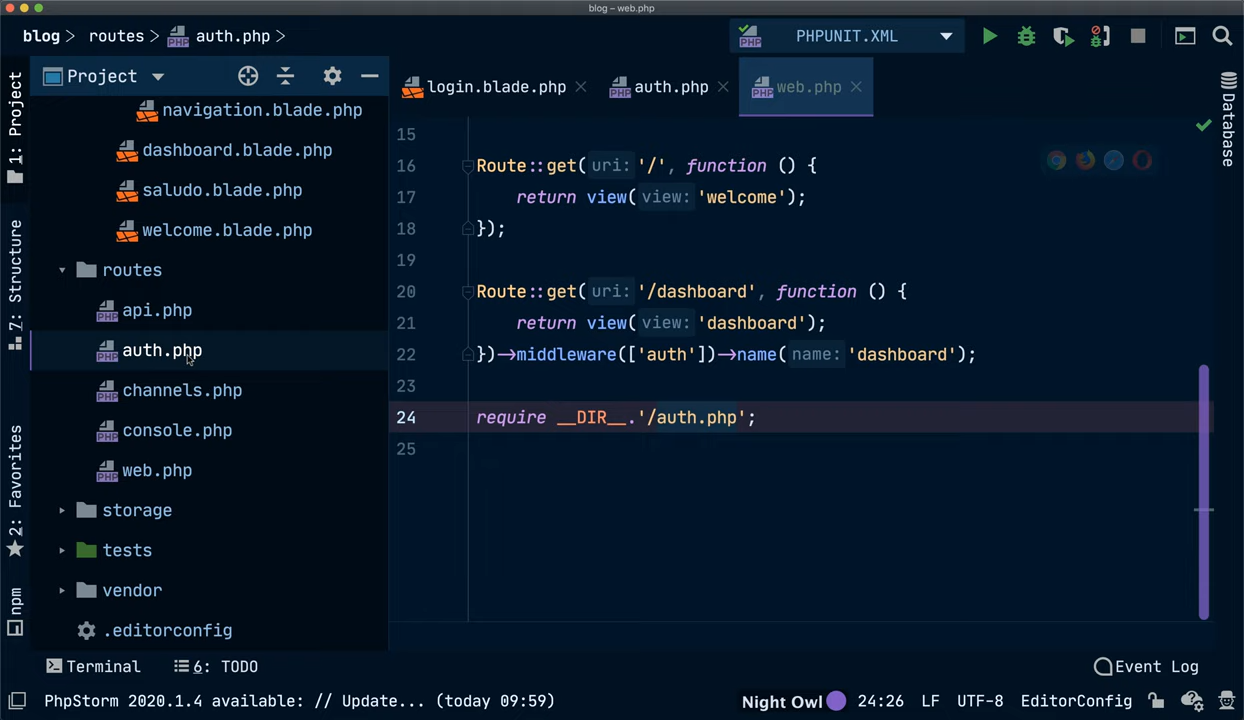 blog – web.php
blog > routes > auth.php >
PHPUNIT.XML
Project
login.blade.php auth.php web.php
1: Project
7: Structure
2: Favorites
npm
navigation.blade.php
dashboard.blade.php
saludo.blade.php
welcome.blade.php
routes
api.php
auth.php
channels.php
console.php
web.php
storage
tests
vendor
.editorconfig
15
16 Route::get( uri: '/', function () {
17 return view( view: 'welcome');
18 });
19
20 Route::get( uri: '/dashboard', function () {
21 return view( view: 'dashboard');
22 })->middleware(['auth'])->name( name: 'dashboard');
23
24 require __DIR__.'/auth.php';
25
Database
Terminal 6: TODO Event Log
PhpStorm 2020.1.4 available: // Update... (today 09:59) Night Owl 24:26 LF UTF-8 EditorConfig